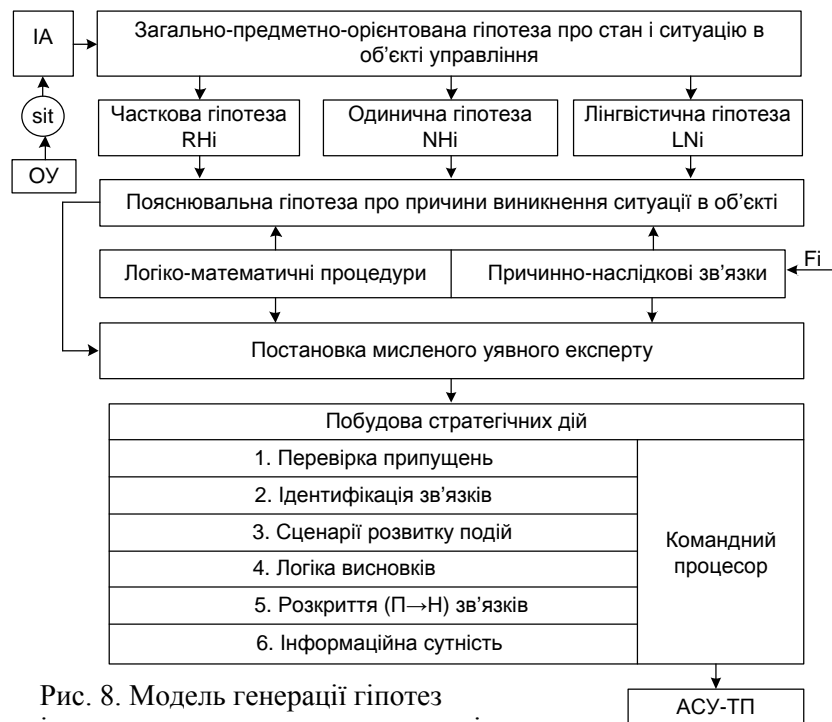 ІА
Загально-предметно-орієнтована гіпотеза про стан і ситуацію в
об’єкті управління
sit
ОУ
Часткова гіпотеза
RHi
Одинична гіпотеза
NHi
Лінгвістична гіпотеза
LNi
Пояснювальна гіпотеза про причини виникнення ситуації в об’єкті
Логіко-математичні процедури
Причинно-наслідкові зв’язки
Fi
Постановка мисленого уявного експерту
Побудова стратегічних дій
1. Перевірка припущень
2. Ідентифікація зв’язків
3. Сценарії розвитку подій
4. Логіка висновків
5. Розкриття (П→Н) зв’язків
6. Інформаційна сутність
Командний
процесор
АСУ-ТП
Рис. 8. Модель генерації гіпотез